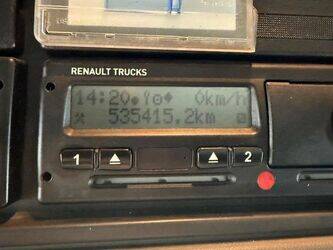 RENAULT TRUCKS
14:20 0km/h
535415.2km
1 2